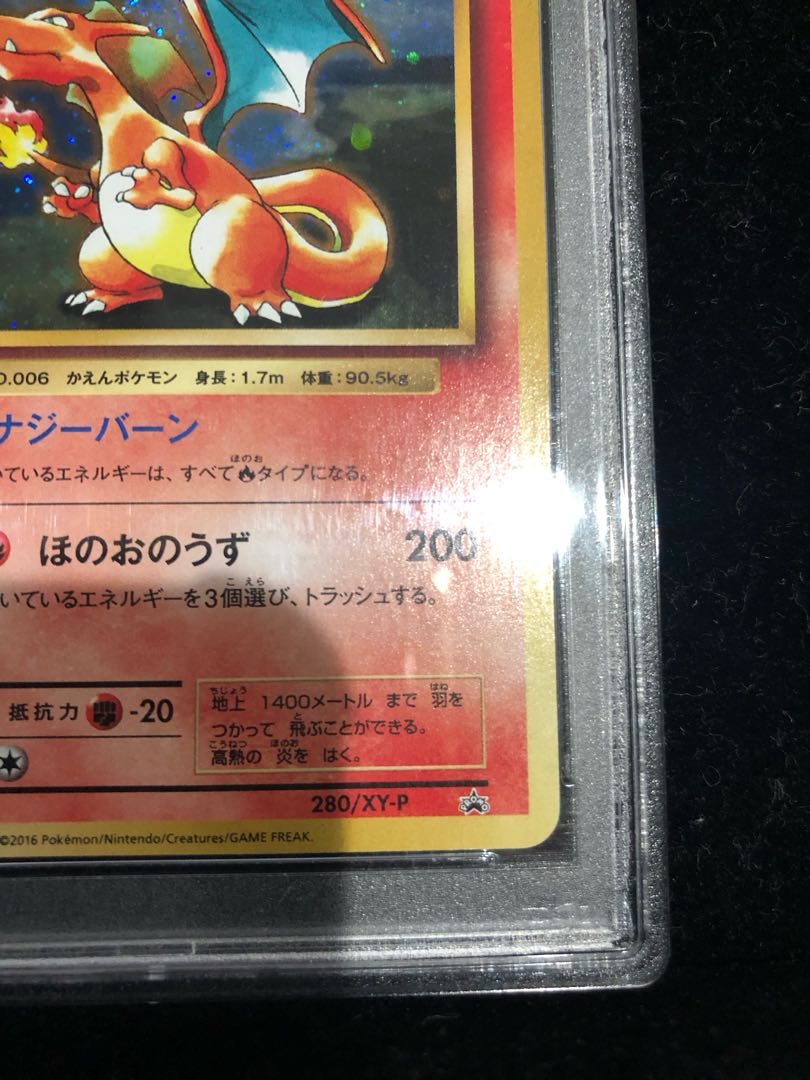 .006 かえんポケモン 身長:1.7m 体重:90.5kg
ナジーバーン
いているエネルギーは、すべてタイプになる。
ほのおのうず 200
いているエネルギーを3個選び、トラッシュする。
抵抗力 -20
地上 1400メートル まで 羽を
つかって 飛ぶことができる。
高熱の 炎を はく。
280/XY-P
©2016 Pokémon/Nintendo/Creatures/GAME FREAK.